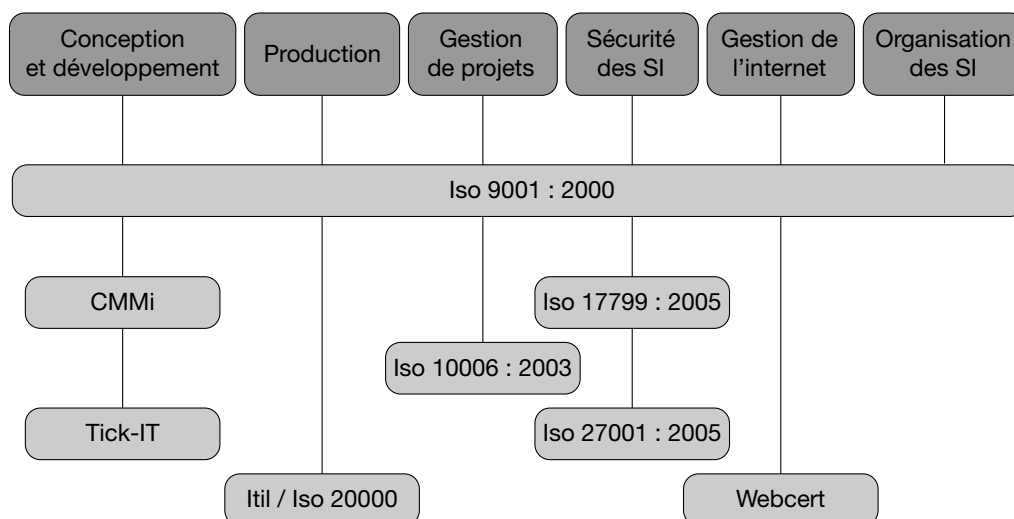 Conception
et développement
Production
Gestion
de projets
Sécurité
des SI
Gestion de
l'internet
Organisation
des SI
Iso 9001 : 2000
CMMi
Iso 17799 : 2005
Iso 10006 : 2003
Tick-IT
Iso 27001 : 2005
Itil / Iso 20000
Webcert